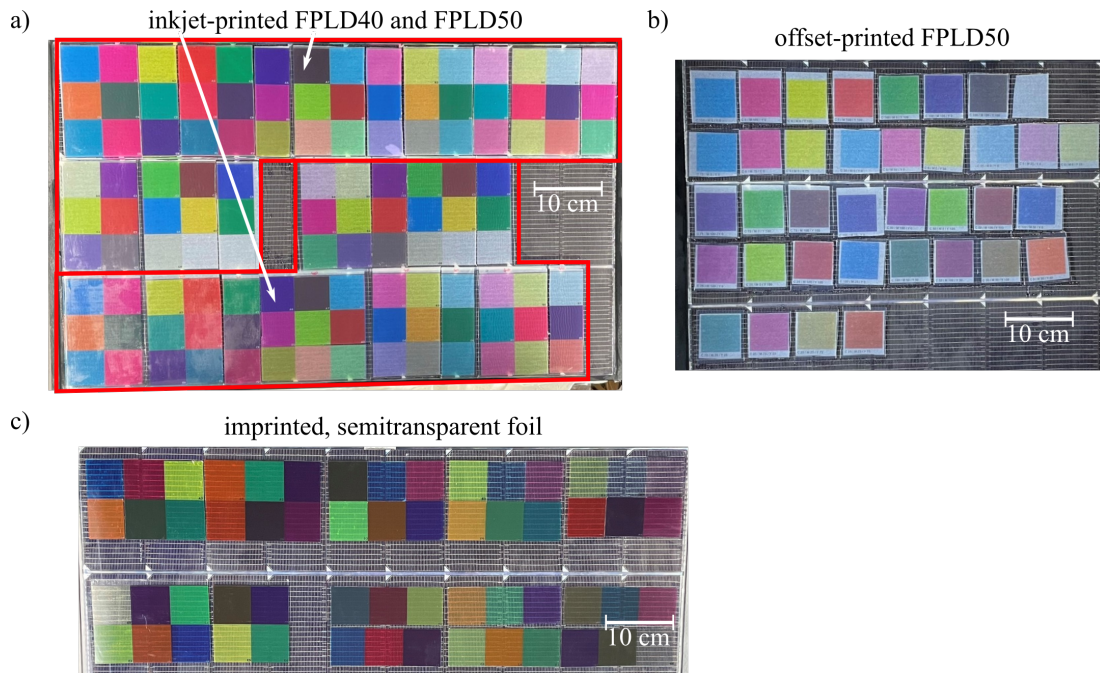 a)
inkjet-printed FPLD40 and FPLD50
10 cm
b)
offset-printed FPLD50
10 cm
c)
imprinted, semitransparent foil
10 cm